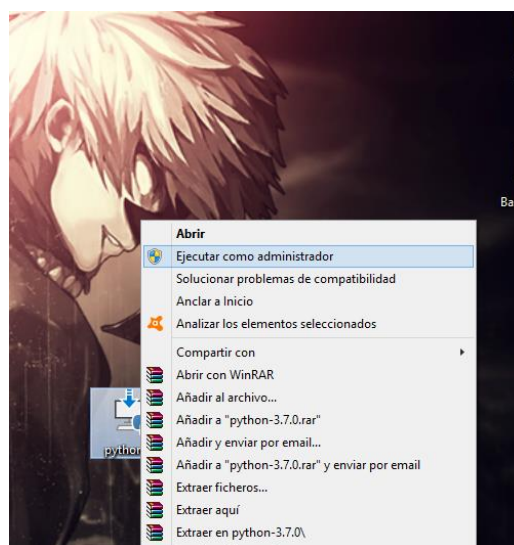 Ba
Abrir
Ejecutar como administrador
Solucionar problemas de compatibilidad
Anclar a Inicio
Analizar los elementos seleccionados
Compartir con
Abrir con WinRAR
Añadir al archivo...
Añadir a "python-3.7.0.rar"
Añadir y enviar por email...
Añadir a "python-3.7.0.rar" y enviar por email
python
Extraer ficheros...
Extraer aquí
Extraer en python-3.7.0\